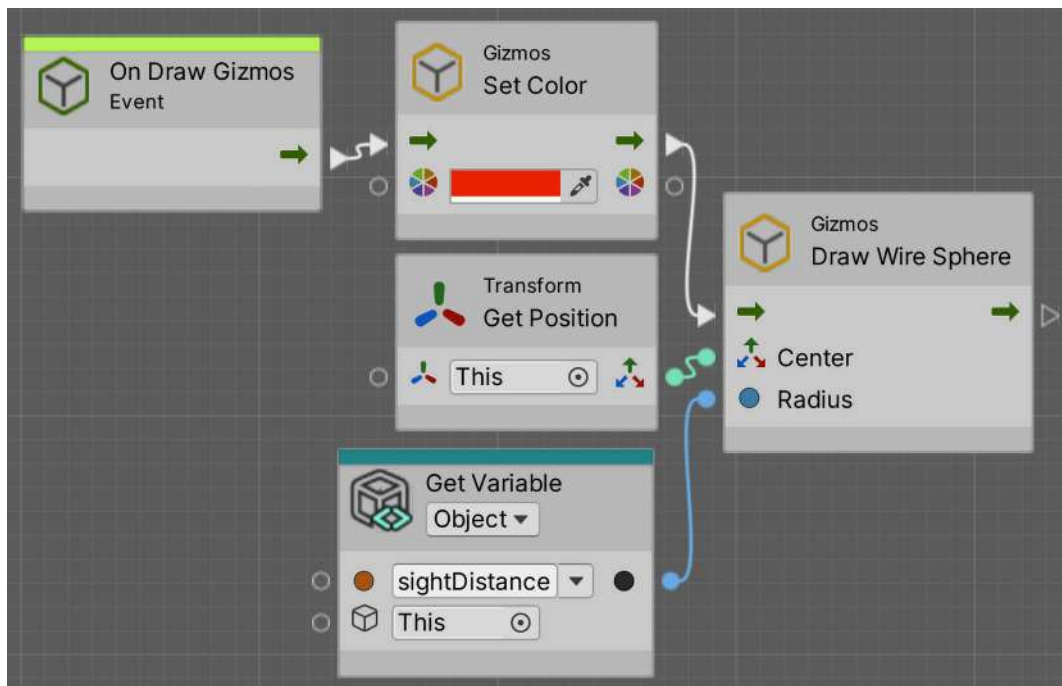 On Draw Gizmos
Event
Gizmos
Set Color
Transform
Get Position
This
Get Variable
Object
sightDistance
This
Gizmos
Draw Wire Sphere
Center
Radius